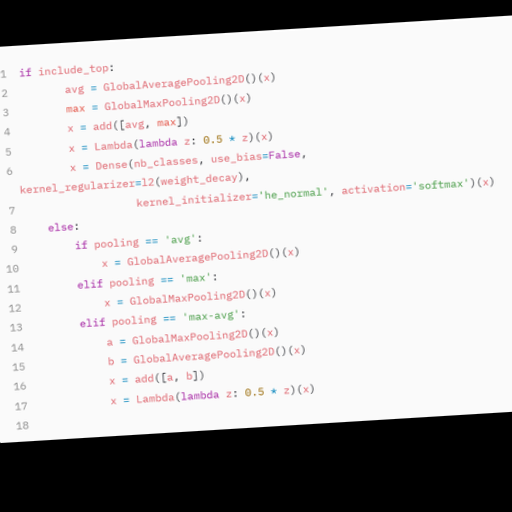 1 if include_top:
2 avg = GlobalAveragePooling2D()(x)
3 max = GlobalMaxPooling2D()(x)
4 x = add([avg, max])
5 x = Lambda(lambda z: 0.5 * z)(x)
6 x = Dense(nb_classes, use_bias=False,
kernel_regularizer=l2(weight_decay),
7 kernel_initializer='he_normal', activation='softmax')(x)
8 else:
9 if pooling == 'avg':
10 x = GlobalAveragePooling2D()(x)
11 elif pooling == 'max':
12 x = GlobalMaxPooling2D()(x)
13 elif pooling == 'max-avg':
14 a = GlobalMaxPooling2D()(x)
15 b = GlobalAveragePooling2D()(x)
16 x = add([a, b])
17 x = Lambda(lambda z: 0.5 * z)(x)
18